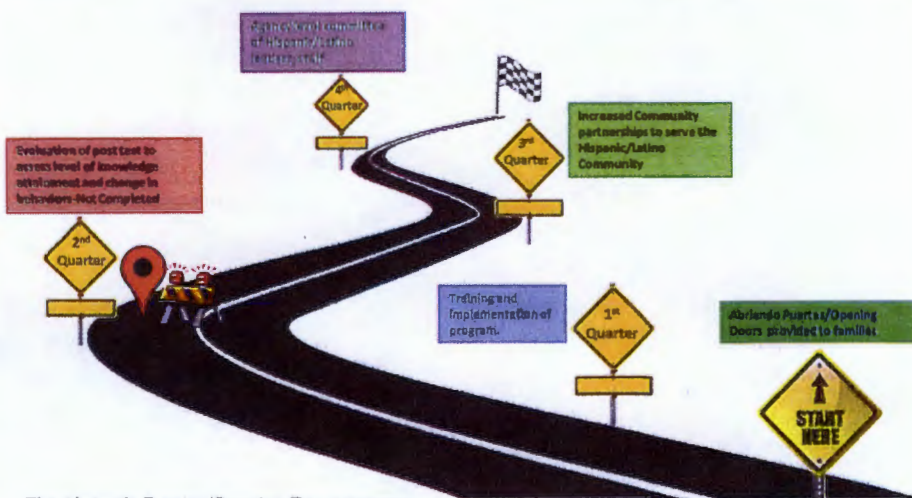 Agency level committee
of Hispanic/Latino
leaders, staff
4th
Quarter
3rd
Quarter
Increased Community
partnerships to serve the
Hispanic/Latino
Community
Evaluation of post test to
assess level of knowledge
attainment and change in
behaviors-Not Completed
2nd
Quarter
Training and
Implementation of
program.
1st
Quarter
Abriendo Puertas/Opening
Doors provided to families
START
HERE